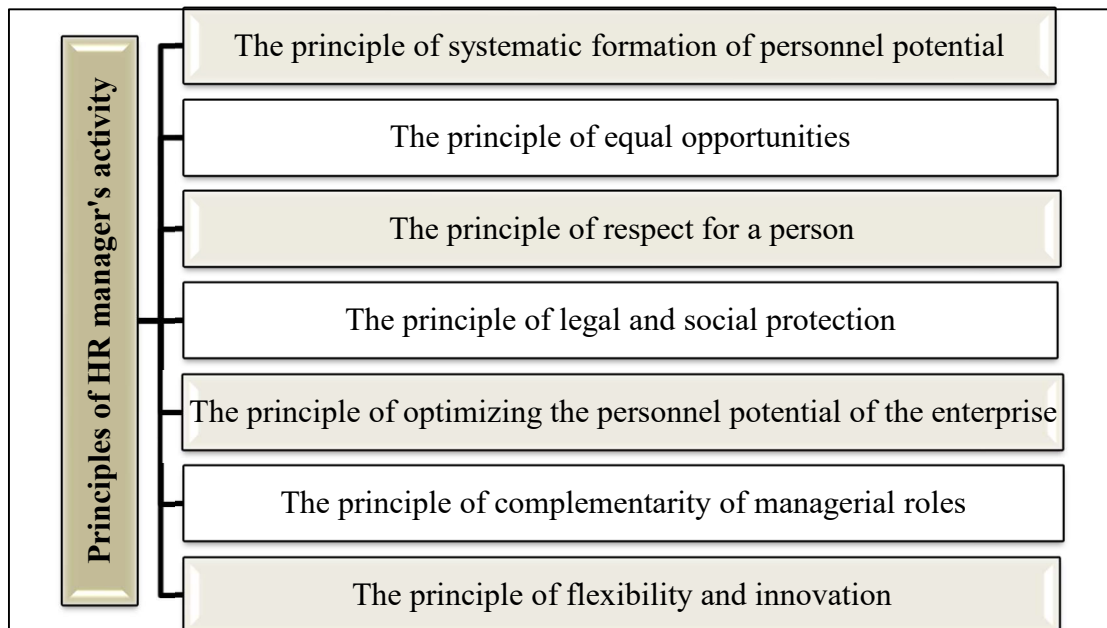 Principles of HR manager's activity
The principle of systematic formation of personnel potential
The principle of equal opportunities
The principle of respect for a person
The principle of legal and social protection
The principle of optimizing the personnel potential of the enterprise
The principle of complementarity of managerial roles
The principle of flexibility and innovation